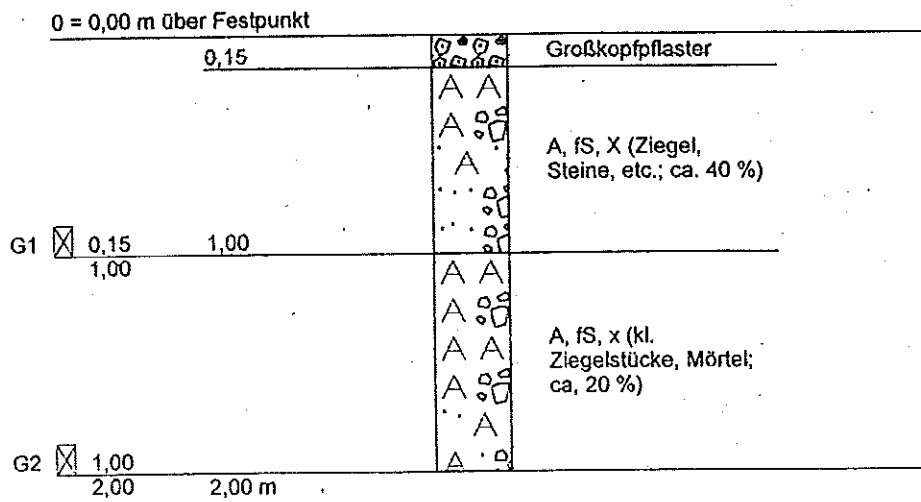 0 = 0,00 m über Festpunkt
0,15
Großkopfpflaster
A, fS, X (Ziegel,
Steine, etc.; ca. 40 %)
G1 0,15 1,00
1,00
A, fS, x (kl.
Ziegelstücke, Mörtel;
ca, 20 %)
G2 1,00
2,00 2,00 m